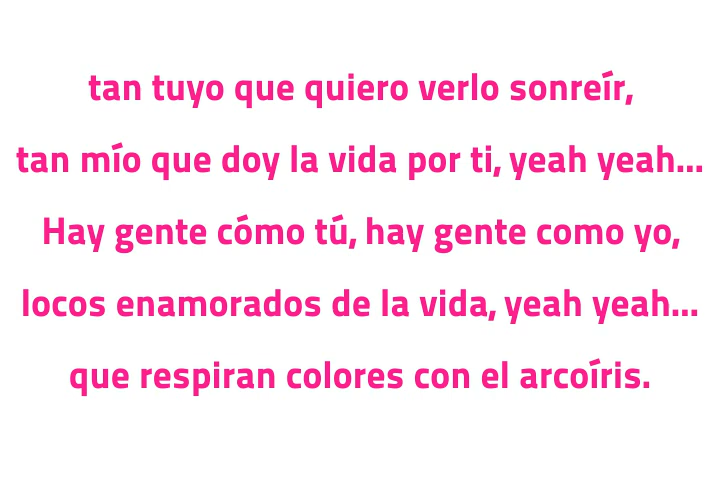 tan tuyo que quiero verlo sonreír,
tan mío que doy la vida por ti, yeah yeah...
Hay gente cómo tú, hay gente como yo,
locos enamorados de la vida, yeah yeah...
que respiran colores con el arcoíris.